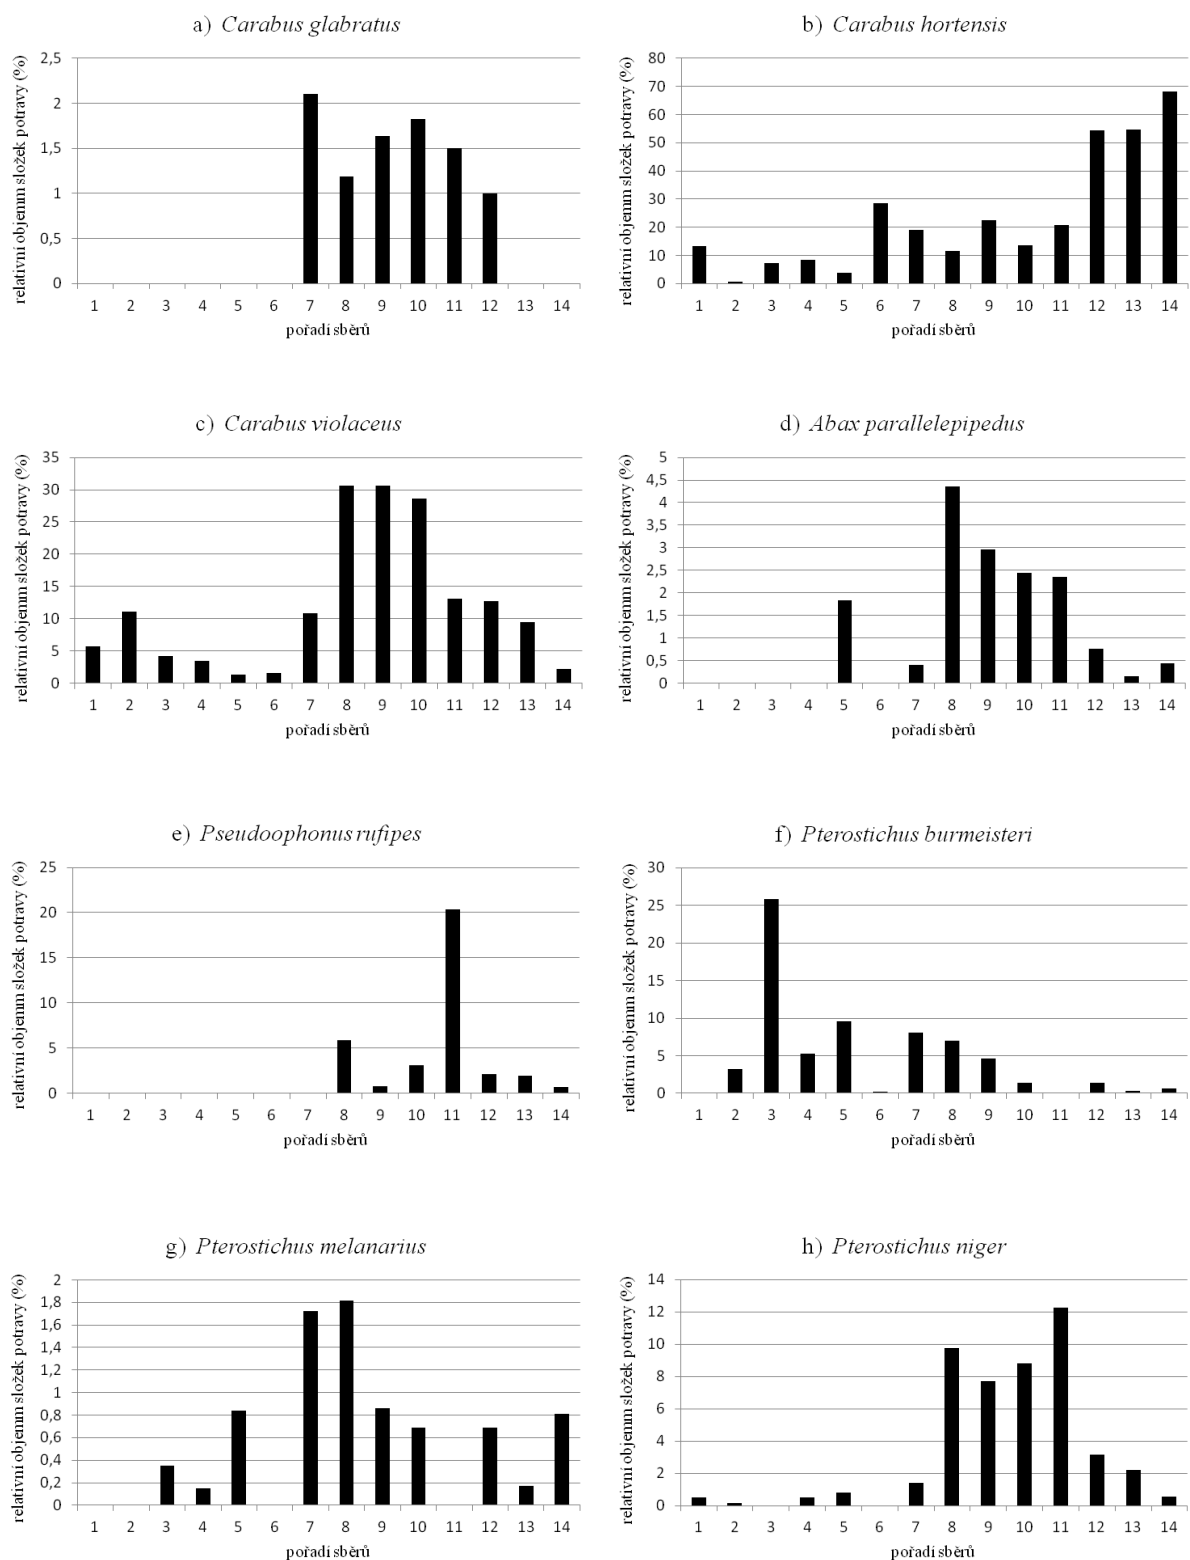 a) Carabus glabratus
relativní objemm složek potravy (%)
2,5
2
1,5
1
0,5
0
1 2 3 4 5 6 7 8 9 10 11 12 13 14
pořadí sběrů
b) Carabus hortensis
relativní objemm složek potravy (%)
80
70
60
50
40
30
20
10
0
1 2 3 4 5 6 7 8 9 10 11 12 13 14
pořadí sběrů
c) Carabus violaceus
relativní objemm složek potravy (%)
35
30
25
20
15
10
5
0
1 2 3 4 5 6 7 8 9 10 11 12 13 14
pořadí sběrů
d) Abax parallelepipedus
relativní objemm složek potravy (%)
5
4,5
4
3,5
3
2,5
2
1,5
1
0,5
0
1 2 3 4 5 6 7 8 9 10 11 12 13 14
pořadí sběrů
e) Pseudoophonus rufipes
relativní objemm složek potravy (%)
25
20
15
10
5
0
1 2 3 4 5 6 7 8 9 10 11 12 13 14
pořadí sběrů
f) Pterostichus burmeisteri
relativní objemm složek potravy (%)
30
25
20
15
10
5
0
1 2 3 4 5 6 7 8 9 10 11 12 13 14
pořadí sběrů
g) Pterostichus melanarius
relativní objemm složek potravy (%)
2
1,8
1,6
1,4
1,2
1
0,8
0,6
0,4
0,2
0
1 2 3 4 5 6 7 8 9 10 11 12 13 14
pořadí sběrů
h) Pterostichus niger
relativní objemm složek potravy (%)
14
12
10
8
6
4
2
0
1 2 3 4 5 6 7 8 9 10 11 12 13 14
pořadí sběrů